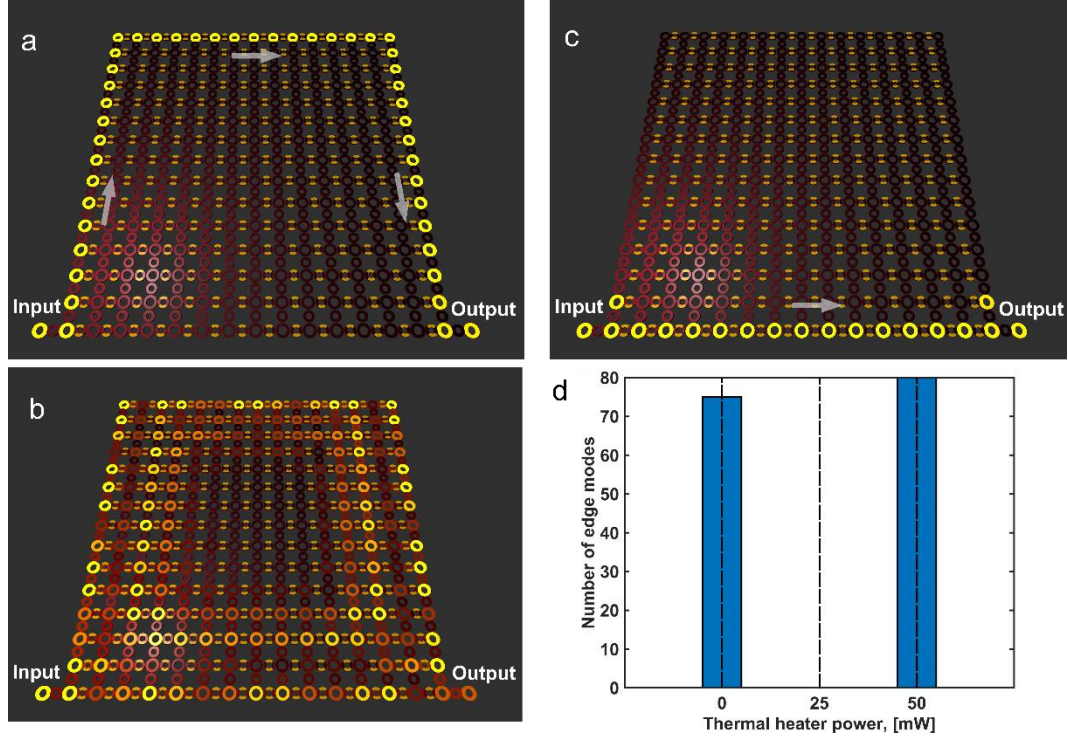 a
Input
Output
c
Input
Output
b
Input
Output
d
80
70
60
50
40
30
20
10
0
Number of edge modes
0 25 50
Thermal heater power, [mW]